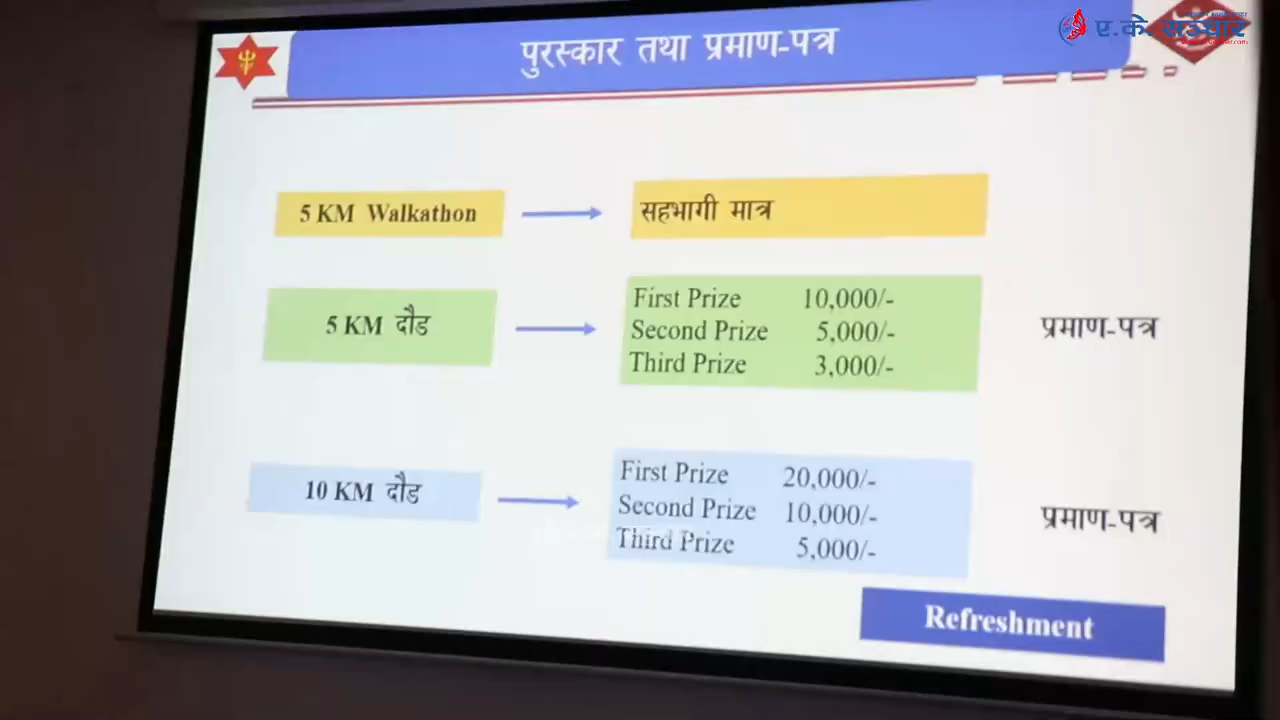 ए.के. सञ्चार
पुरस्कार तथा प्रमाण-पत्र
5 KM Walkathon
सहभागी मात्र
5 KM दौड
First Prize 10,000/-
Second Prize 5,000/-
Third Prize 3,000/-
प्रमाण-पत्र
10 KM दौड
First Prize 20,000/-
Second Prize 10,000/-
Third Prize 5,000/-
प्रमाण-पत्र
Refreshment